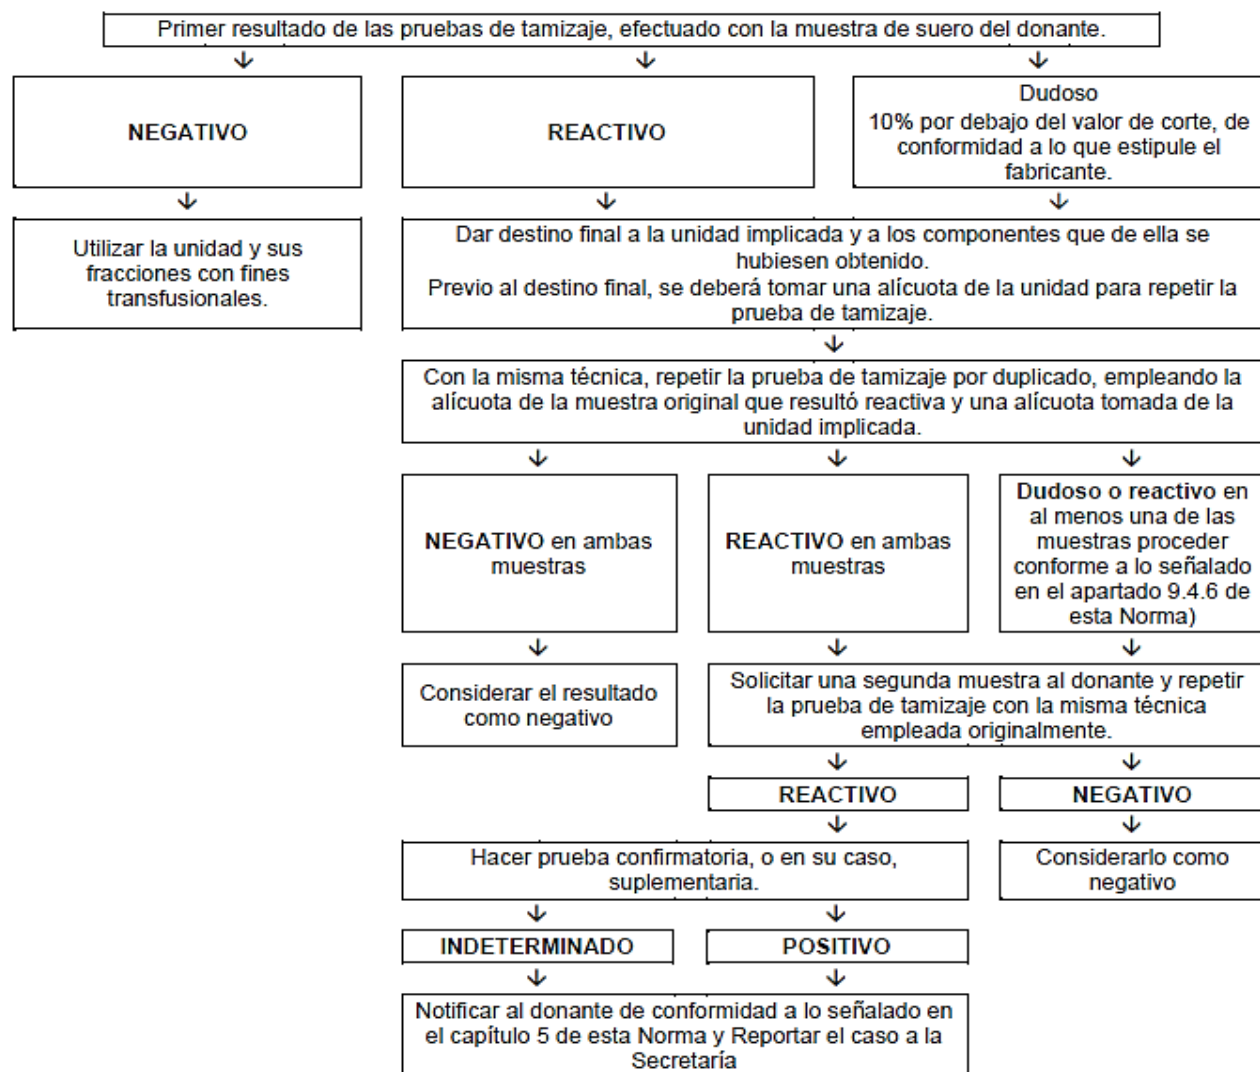 Primer resultado de las pruebas de tamizaje, efectuado con la muestra de suero del donante.
NEGATIVO
REACTIVO
Dudoso
10% por debajo del valor de corte, de
conformidad a lo que estipule el
fabricante.
Utilizar la unidad y sus
fracciones con fines
transfusionales.
Dar destino final a la unidad implicada y a los componentes que de ella se
hubiesen obtenido.
Previo al destino final, se deberá tomar una alícuota de la unidad para repetir la
prueba de tamizaje.
Con la misma técnica, repetir la prueba de tamizaje por duplicado, empleando la
alícuota de la muestra original que resultó reactiva y una alícuota tomada de la
unidad implicada.
NEGATIVO en ambas
muestras
REACTIVO en ambas
muestras
Dudoso o reactivo en
al menos una de las
muestras proceder
conforme a lo señalado
en el apartado 9.4.6 de
esta Norma)
Considerar el resultado
como negativo
Solicitar una segunda muestra al donante y repetir
la prueba de tamizaje con la misma técnica
empleada originalmente.
REACTIVO
NEGATIVO
Hacer prueba confirmatoria, o en su caso,
suplementaria.
Considerarlo como
negativo
INDETERMINADO
POSITIVO
Notificar al donante de conformidad a lo señalado en
el capítulo 5 de esta Norma y Reportar el caso a la
Secretaría